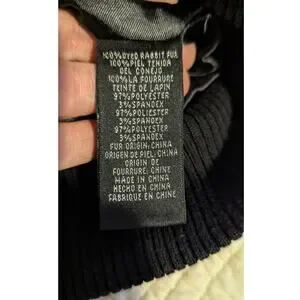 100% DYED RABBIT FUR
100% PIEL TENIDA
DEL CONEJO
100% LA FOURRURE
TEINTE DE LAPIN
97% POLYESTER
3% SPANDEX
97% POLYESTER
3% SPANDEX
97% POLYESTER
3% SPANDEX
FUR ORIGIN, CHINA
ORIGEN DE PIEL, CHINA
ORIGIN DE
FOURRURE, CHINE
MADE IN CHINA
HECHO EN CHINA
FABRIQUE EN CHINE